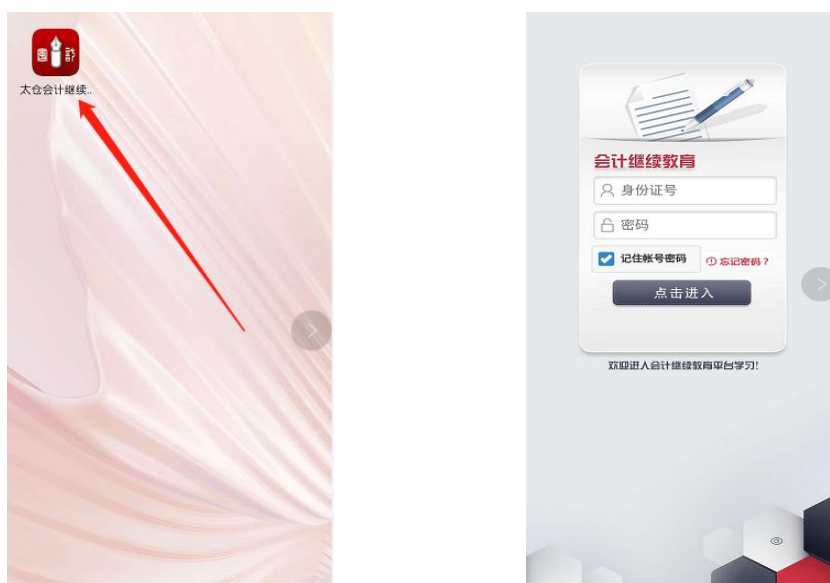 太仓会计继续..
会计继续教育
身份证号
密码
记住帐号密码
忘记密码？
点击进入
欢迎进入会计继续教育平台学习!